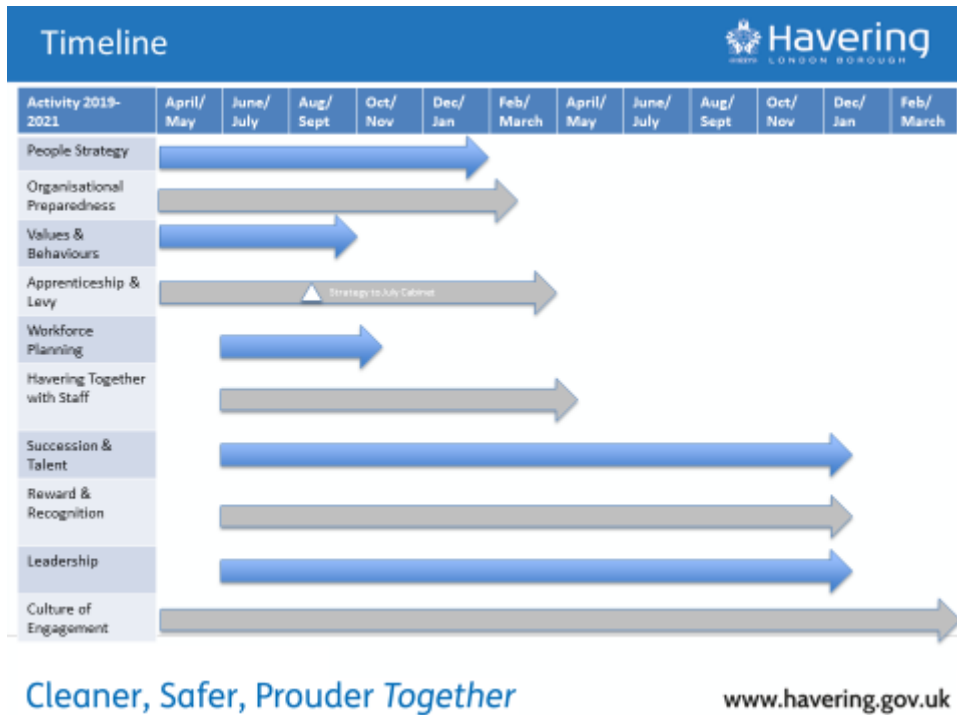 Timeline
Havering
LONDON BOROUGH
Activity 2019-
2021
April/
May
June/
July
Aug/
Sept
Oct/
Nov
Dec/
Jan
Feb/
March
April/
May
June/
July
Aug/
Sept
Oct/
Nov
Dec/
Jan
Feb/
March
People Strategy
Organisational
Preparedness
Values &
Behaviours
Apprenticeship &
Levy
Strategy to July Cabinet
Workforce
Planning
Havering Together
with Staff
Succession &
Talent
Reward &
Recognition
Leadership
Culture of
Engagement
Cleaner, Safer, Prouder Together
www.havering.gov.uk